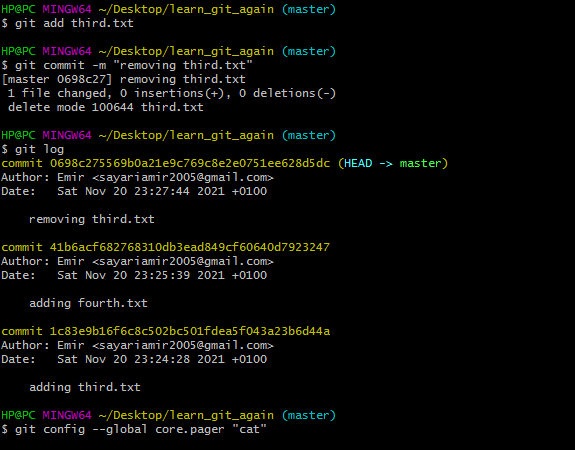 HP@PC MINGW64 ~/Desktop/learn_git_again (master)
$ git add third.txt
HP@PC MINGW64 ~/Desktop/learn_git_again (master)
$ git commit -m "removing third.txt"
[master 0698c27] removing third.txt
 1 file changed, 0 insertions(+), 0 deletions(-)
 delete mode 100644 third.txt
HP@PC MINGW64 ~/Desktop/learn_git_again (master)
$ git log
commit 0698c275569b0a21e9c769c8e2e0751ee628d5dc (HEAD -> master)
Author: Emir <sayariamir2005@gmail.com>
Date:   Sat Nov 20 23:27:44 2021 +0100
    removing third.txt
commit 41b6acf682768310db3ead849cf60640d7923247
Author: Emir <sayariamir2005@gmail.com>
Date:   Sat Nov 20 23:25:39 2021 +0100
    adding fourth.txt
commit 1c83e9b16f6c8c502bc501fdea5f043a23b6d44a
Author: Emir <sayariamir2005@gmail.com>
Date:   Sat Nov 20 23:24:28 2021 +0100
    adding third.txt
HP@PC MINGW64 ~/Desktop/learn_git_again (master)
$ git config --global core.pager "cat"